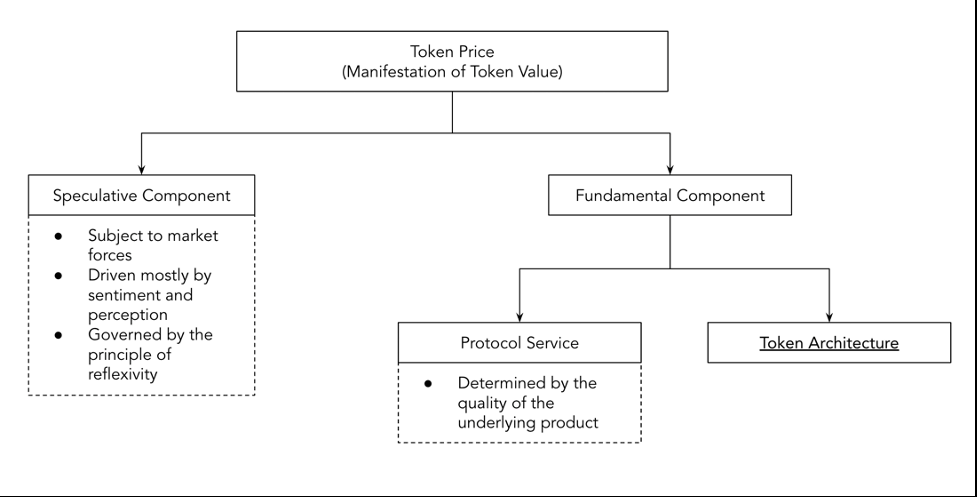 Token Price
(Manifestation of Token Value)
Speculative Component
● Subject to market
forces
● Driven mostly by
sentiment and
perception
● Governed by the
principle of
reflexivity
Fundamental Component
Protocol Service
● Determined by the
quality of the
underlying product
Token Architecture